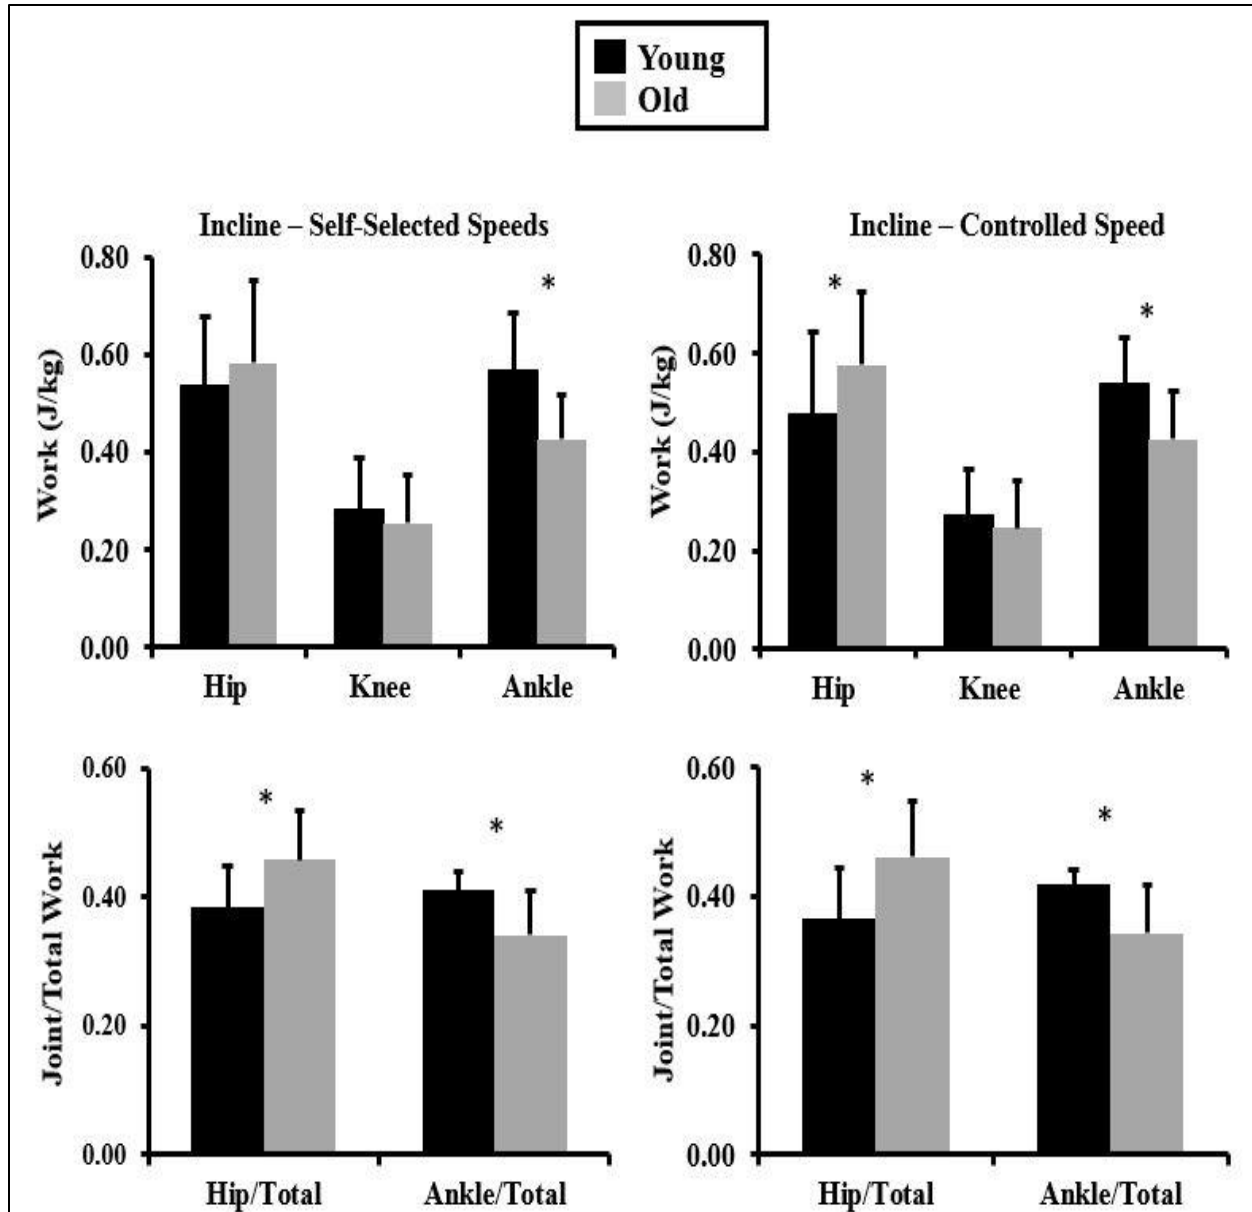 Young
Old
Incline – Self-Selected Speeds
Work (J/kg)
0.80
0.60
0.40
0.20
0.00
Hip Knee Ankle
*
Incline – Controlled Speed
Work (J/kg)
0.80
0.60
0.40
0.20
0.00
Hip Knee Ankle
* *
Joint/Total Work
0.60
0.40
0.20
0.00
Hip/Total Ankle/Total
* *
Joint/Total Work
0.60
0.40
0.20
0.00
Hip/Total Ankle/Total
* *